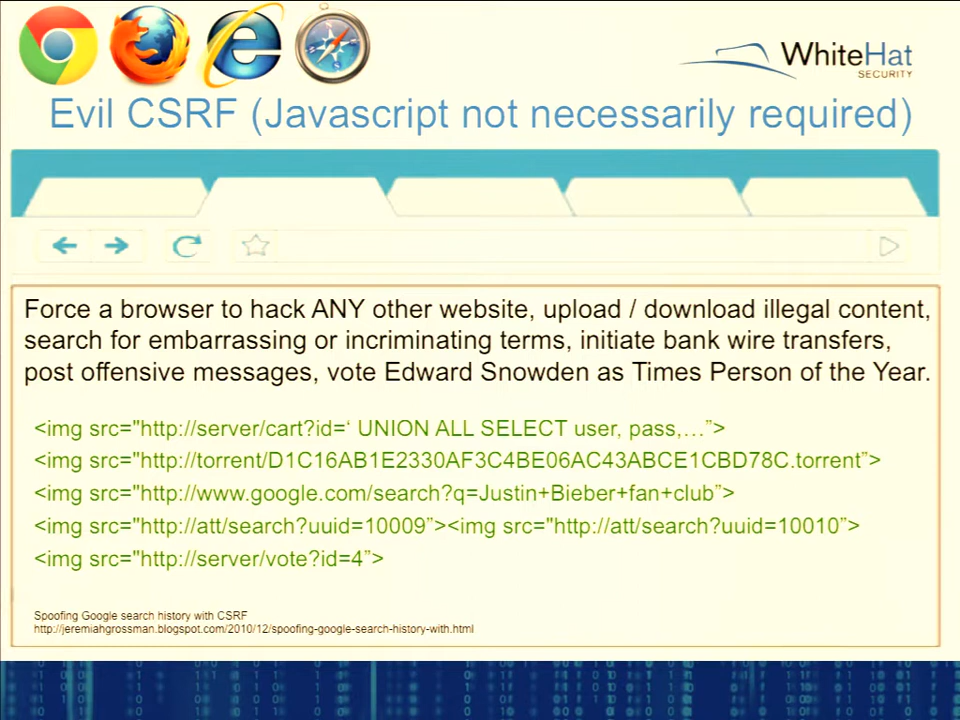 WhiteHat
SECURITY
Evil CSRF (Javascript not necessarily required)
Force a browser to hack ANY other website, upload / download illegal content,
search for embarrassing or incriminating terms, initiate bank wire transfers,
post offensive messages, vote Edward Snowden as Times Person of the Year.
<img src="http://server/cart?id=‘ UNION ALL SELECT user, pass,…”>
<img src="http://torrent/D1C16AB1E2330AF3C4BE06AC43ABCE1CBD78C.torrent”>
<img src="http://www.google.com/search?q=Justin+Bieber+fan+club”>
<img src="http://att/search?uuid=10009”><img src="http://att/search?uuid=10010”>
<img src="http://server/vote?id=4”>
Spoofing Google search history with CSRF
http://jeremiahgrossman.blogspot.com/2010/12/spoofing-google-search-history-with.html